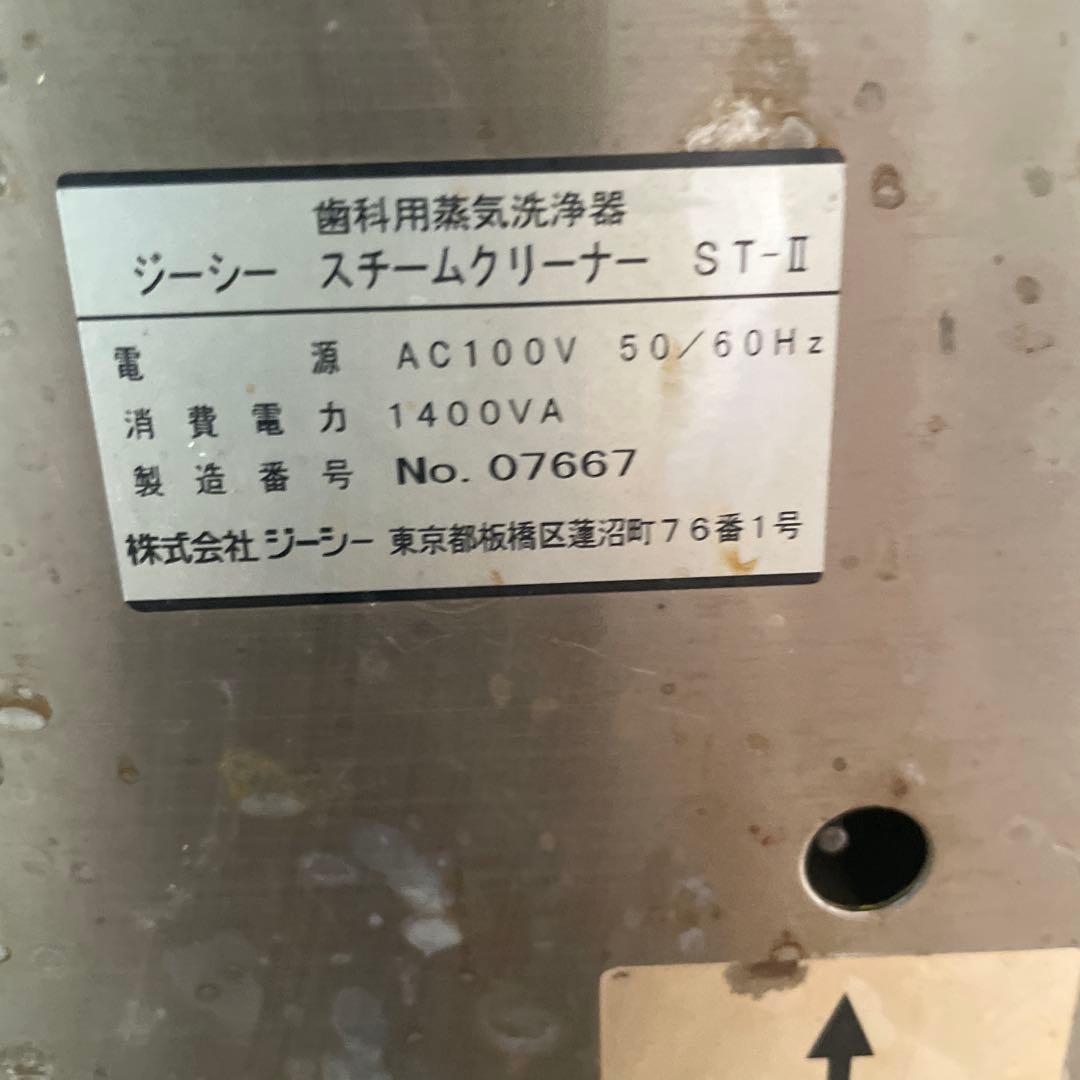 歯科用蒸気洗浄器
ジーシー スチームクリーナー ST-Ⅱ
電源 AC100V 50/60Hz
消費電力 1400VA
製造番号 No. 07667
株式会社ジーシー 東京都板橋区蓮沼町76番1号